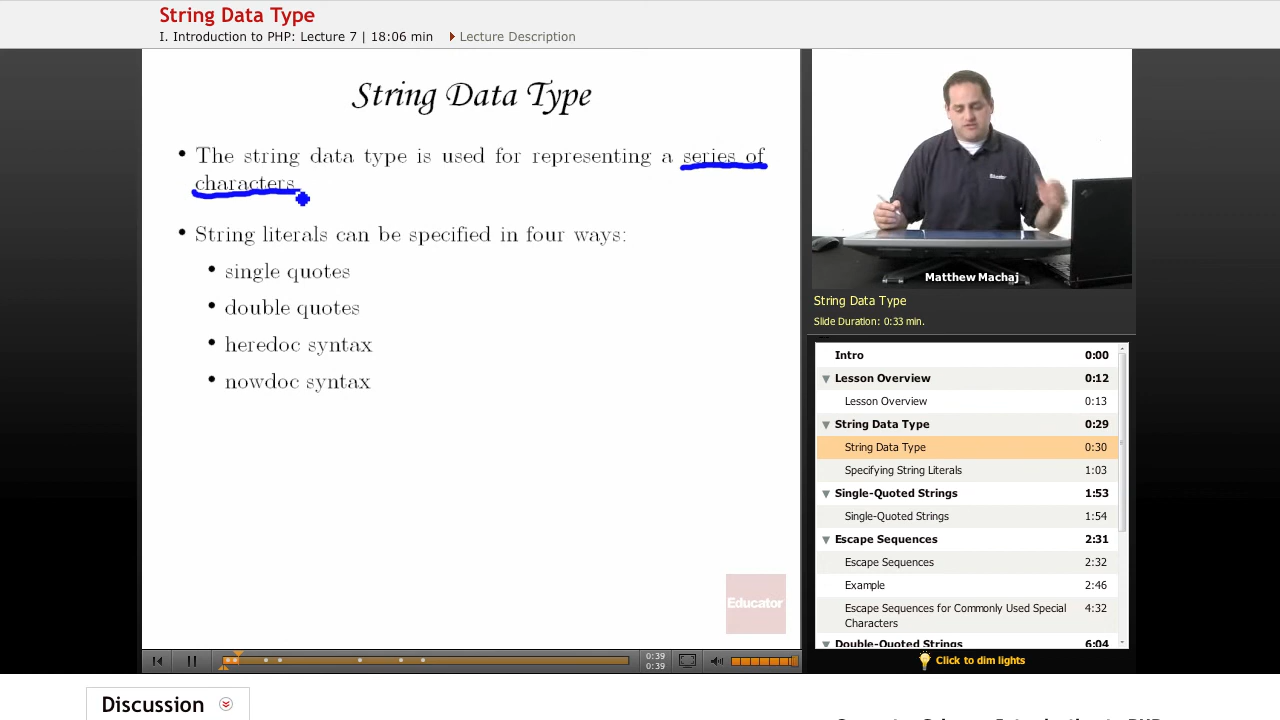 String Data Type
I. Introduction to PHP: Lecture 7 | 18:06 min
Lecture Description
String Data Type
• The string data type is used for representing a series of
characters.
• String literals can be specified in four ways:
• single quotes
• double quotes
• heredoc syntax
• nowdoc syntax
Educator
0:39
0:39
Educator
Matthew Machaj
String Data Type
Slide Duration: 0:33 min.
Intro 0:00
Lesson Overview 0:12
Lesson Overview 0:13
String Data Type 0:29
String Data Type 0:30
Specifying String Literals 1:03
Single-Quoted Strings 1:53
Single-Quoted Strings 1:54
Escape Sequences 2:31
Escape Sequences 2:32
Example 2:46
Escape Sequences for Commonly Used Special
Characters 4:32
Double-Quoted Strings 6:04
Click to dim lights
Discussion
Computer Science: Introduction to PHP